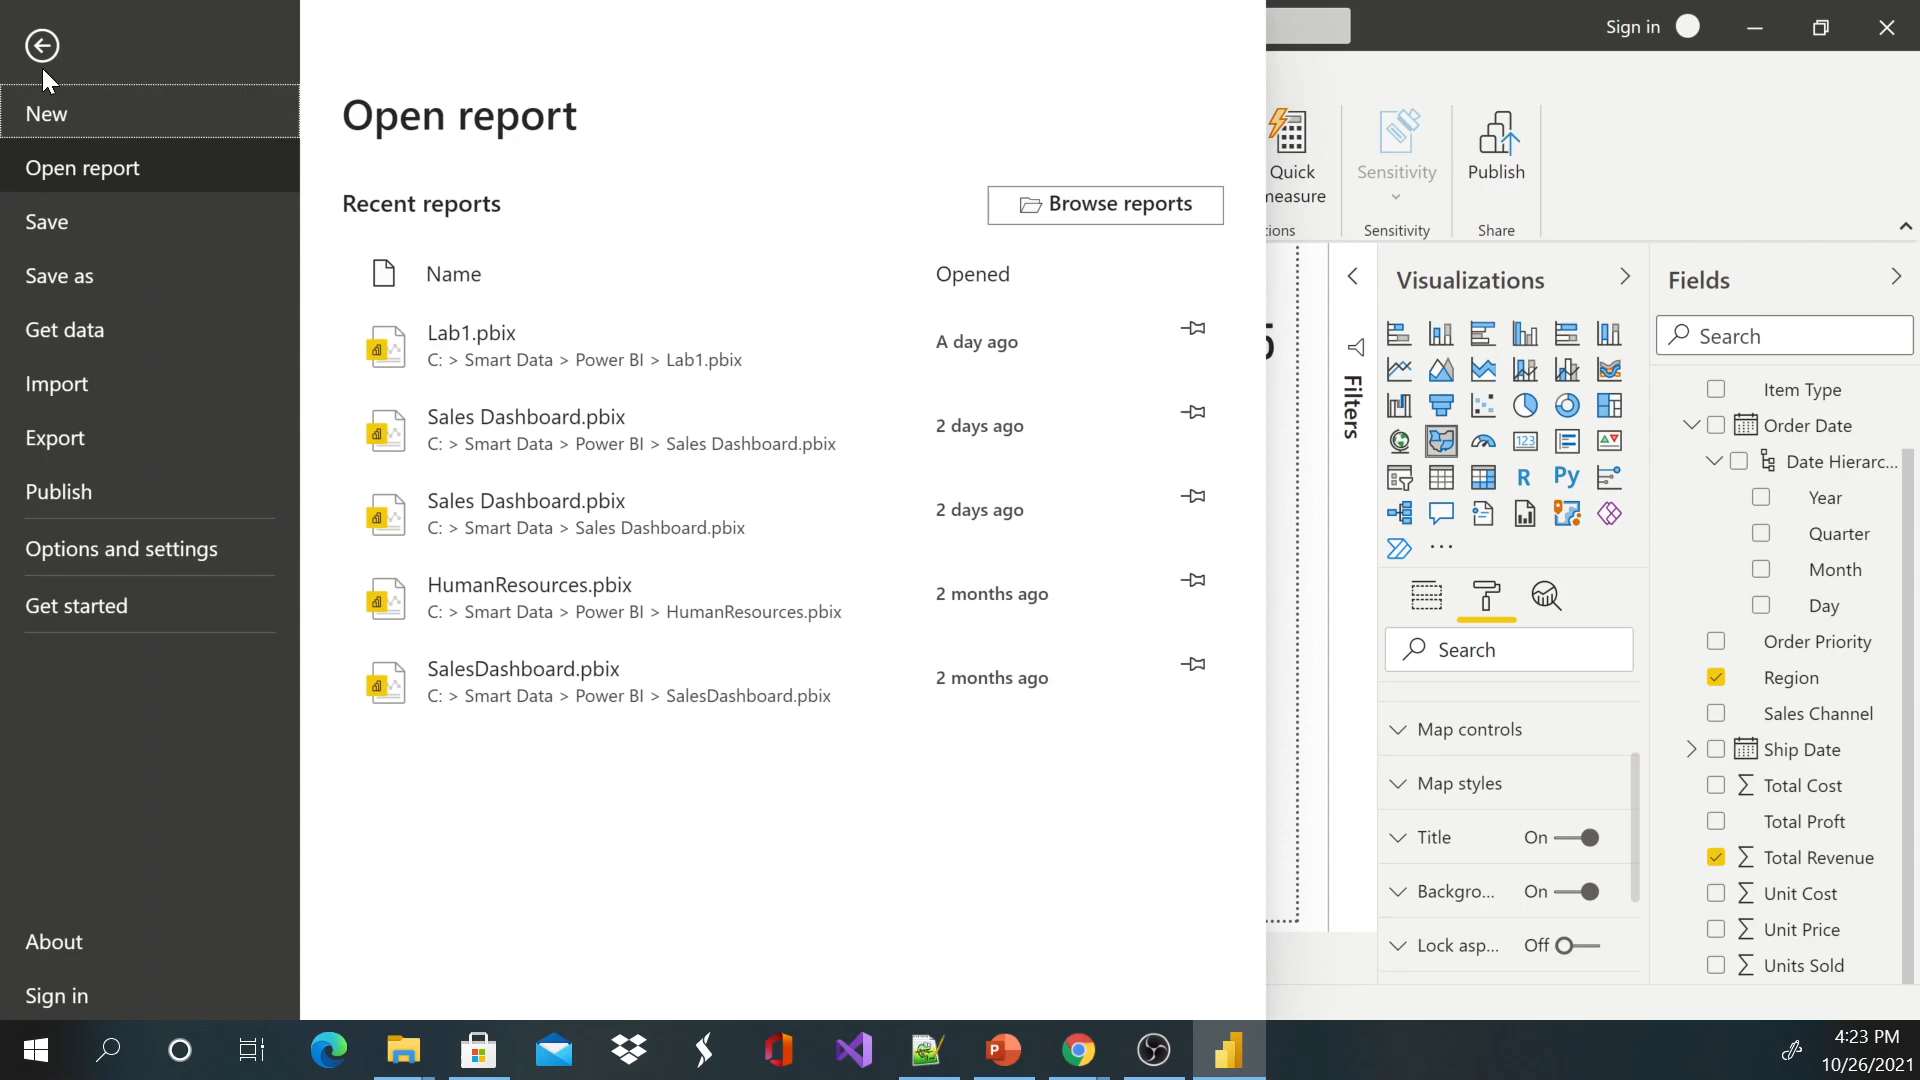 Sign in
New
Open report
Save
Save as
Get data
Import
Export
Publish
Options and settings
Get started
About
Sign in
Open report
Recent reports
Browse reports
Name
Opened
Lab1.pbix
C: > Smart Data > Power BI > Lab1.pbix
A day ago
Sales Dashboard.pbix
C: > Smart Data > Power BI > Sales Dashboard.pbix
2 days ago
Sales Dashboard.pbix
C: > Smart Data > Sales Dashboard.pbix
2 days ago
HumanResources.pbix
C: > Smart Data > Power BI > HumanResources.pbix
2 months ago
SalesDashboard.pbix
C: > Smart Data > Power BI > SalesDashboard.pbix
2 months ago
Quick
measure
Sensitivity
Publish
Sensitivity
Share
Filters
Visualizations
123
R
Py
Search
Map controls
Map styles
Title On
Backgro... On
Lock asp... Off
Fields
Search
Item Type
Order Date
Date Hierarc...
Year
Quarter
Month
Day
Order Priority
Region
Sales Channel
Ship Date
Total Cost
Total Proft
Total Revenue
Unit Cost
Unit Price
Units Sold
4:23 PM
10/26/2021